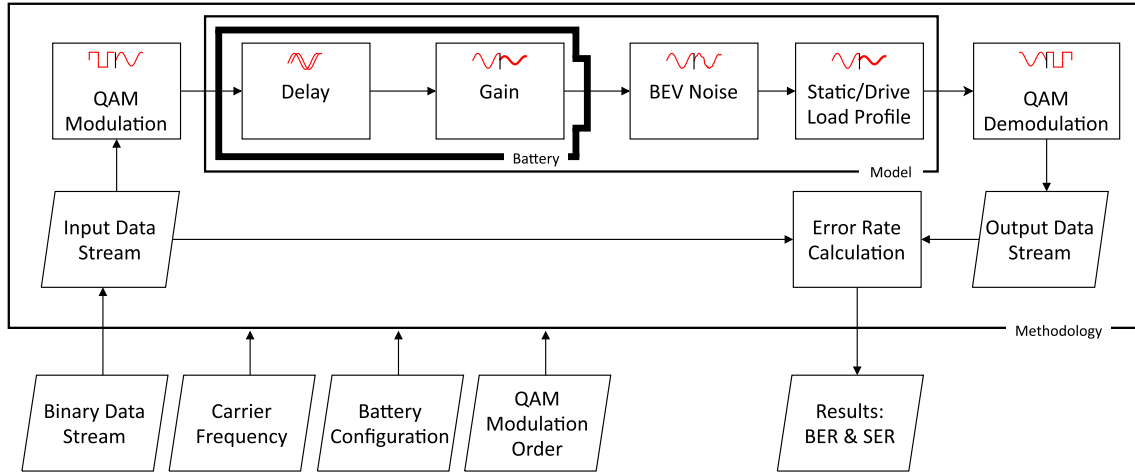 QAM
Modulation
Delay
Gain
BEV Noise
Static/Drive
Load Profile
QAM
Demodulation
Battery
Model
Input Data
Stream
Error Rate
Calculation
Output Data
Stream
Methodology
Binary Data
Stream
Carrier
Frequency
Battery
Configuration
QAM
Modulation
Order
Results:
BER & SER